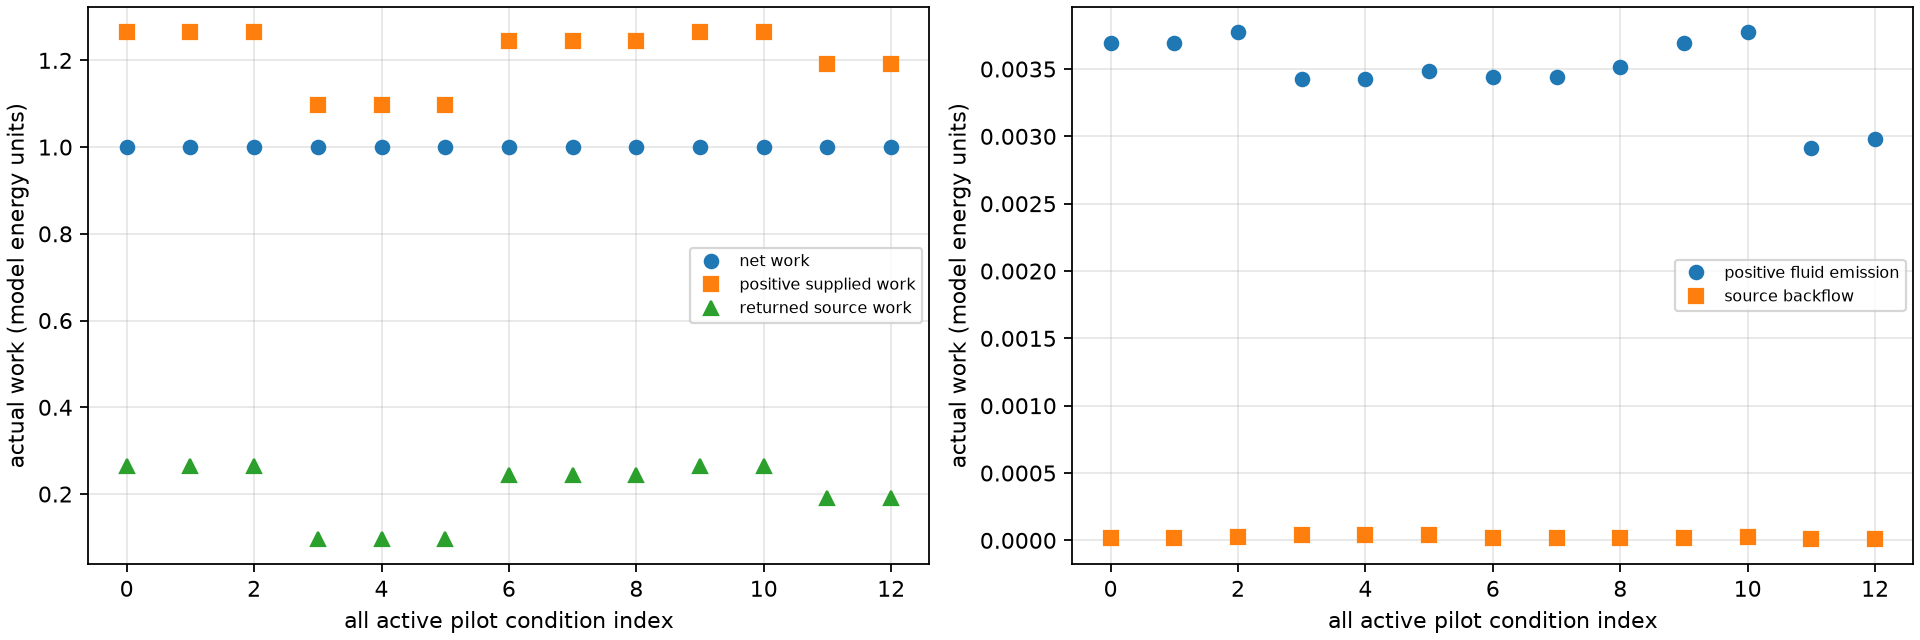 actual work (model energy units)
1.2
1.0
0.8
0.6
0.4
0.2
net work
positive supplied work
returned source work
0 2 4 6 8 10 12
all active pilot condition index
actual work (model energy units)
0.0035
0.0030
0.0025
0.0020
0.0015
0.0010
0.0005
0.0000
positive fluid emission
source backflow
0 2 4 6 8 10 12
all active pilot condition index